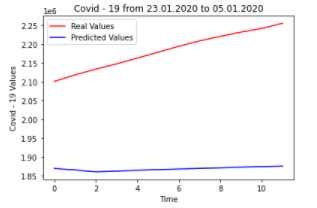 Covid - 19 from 23.01.2020 to 05.01.2020
1e6
Real Values
Predicted Values
2.25
2.20
2.15
2.10
2.05
2.00
1.95
1.90
1.85
Covid - 19 Values
0 2 4 6 8 10
Time